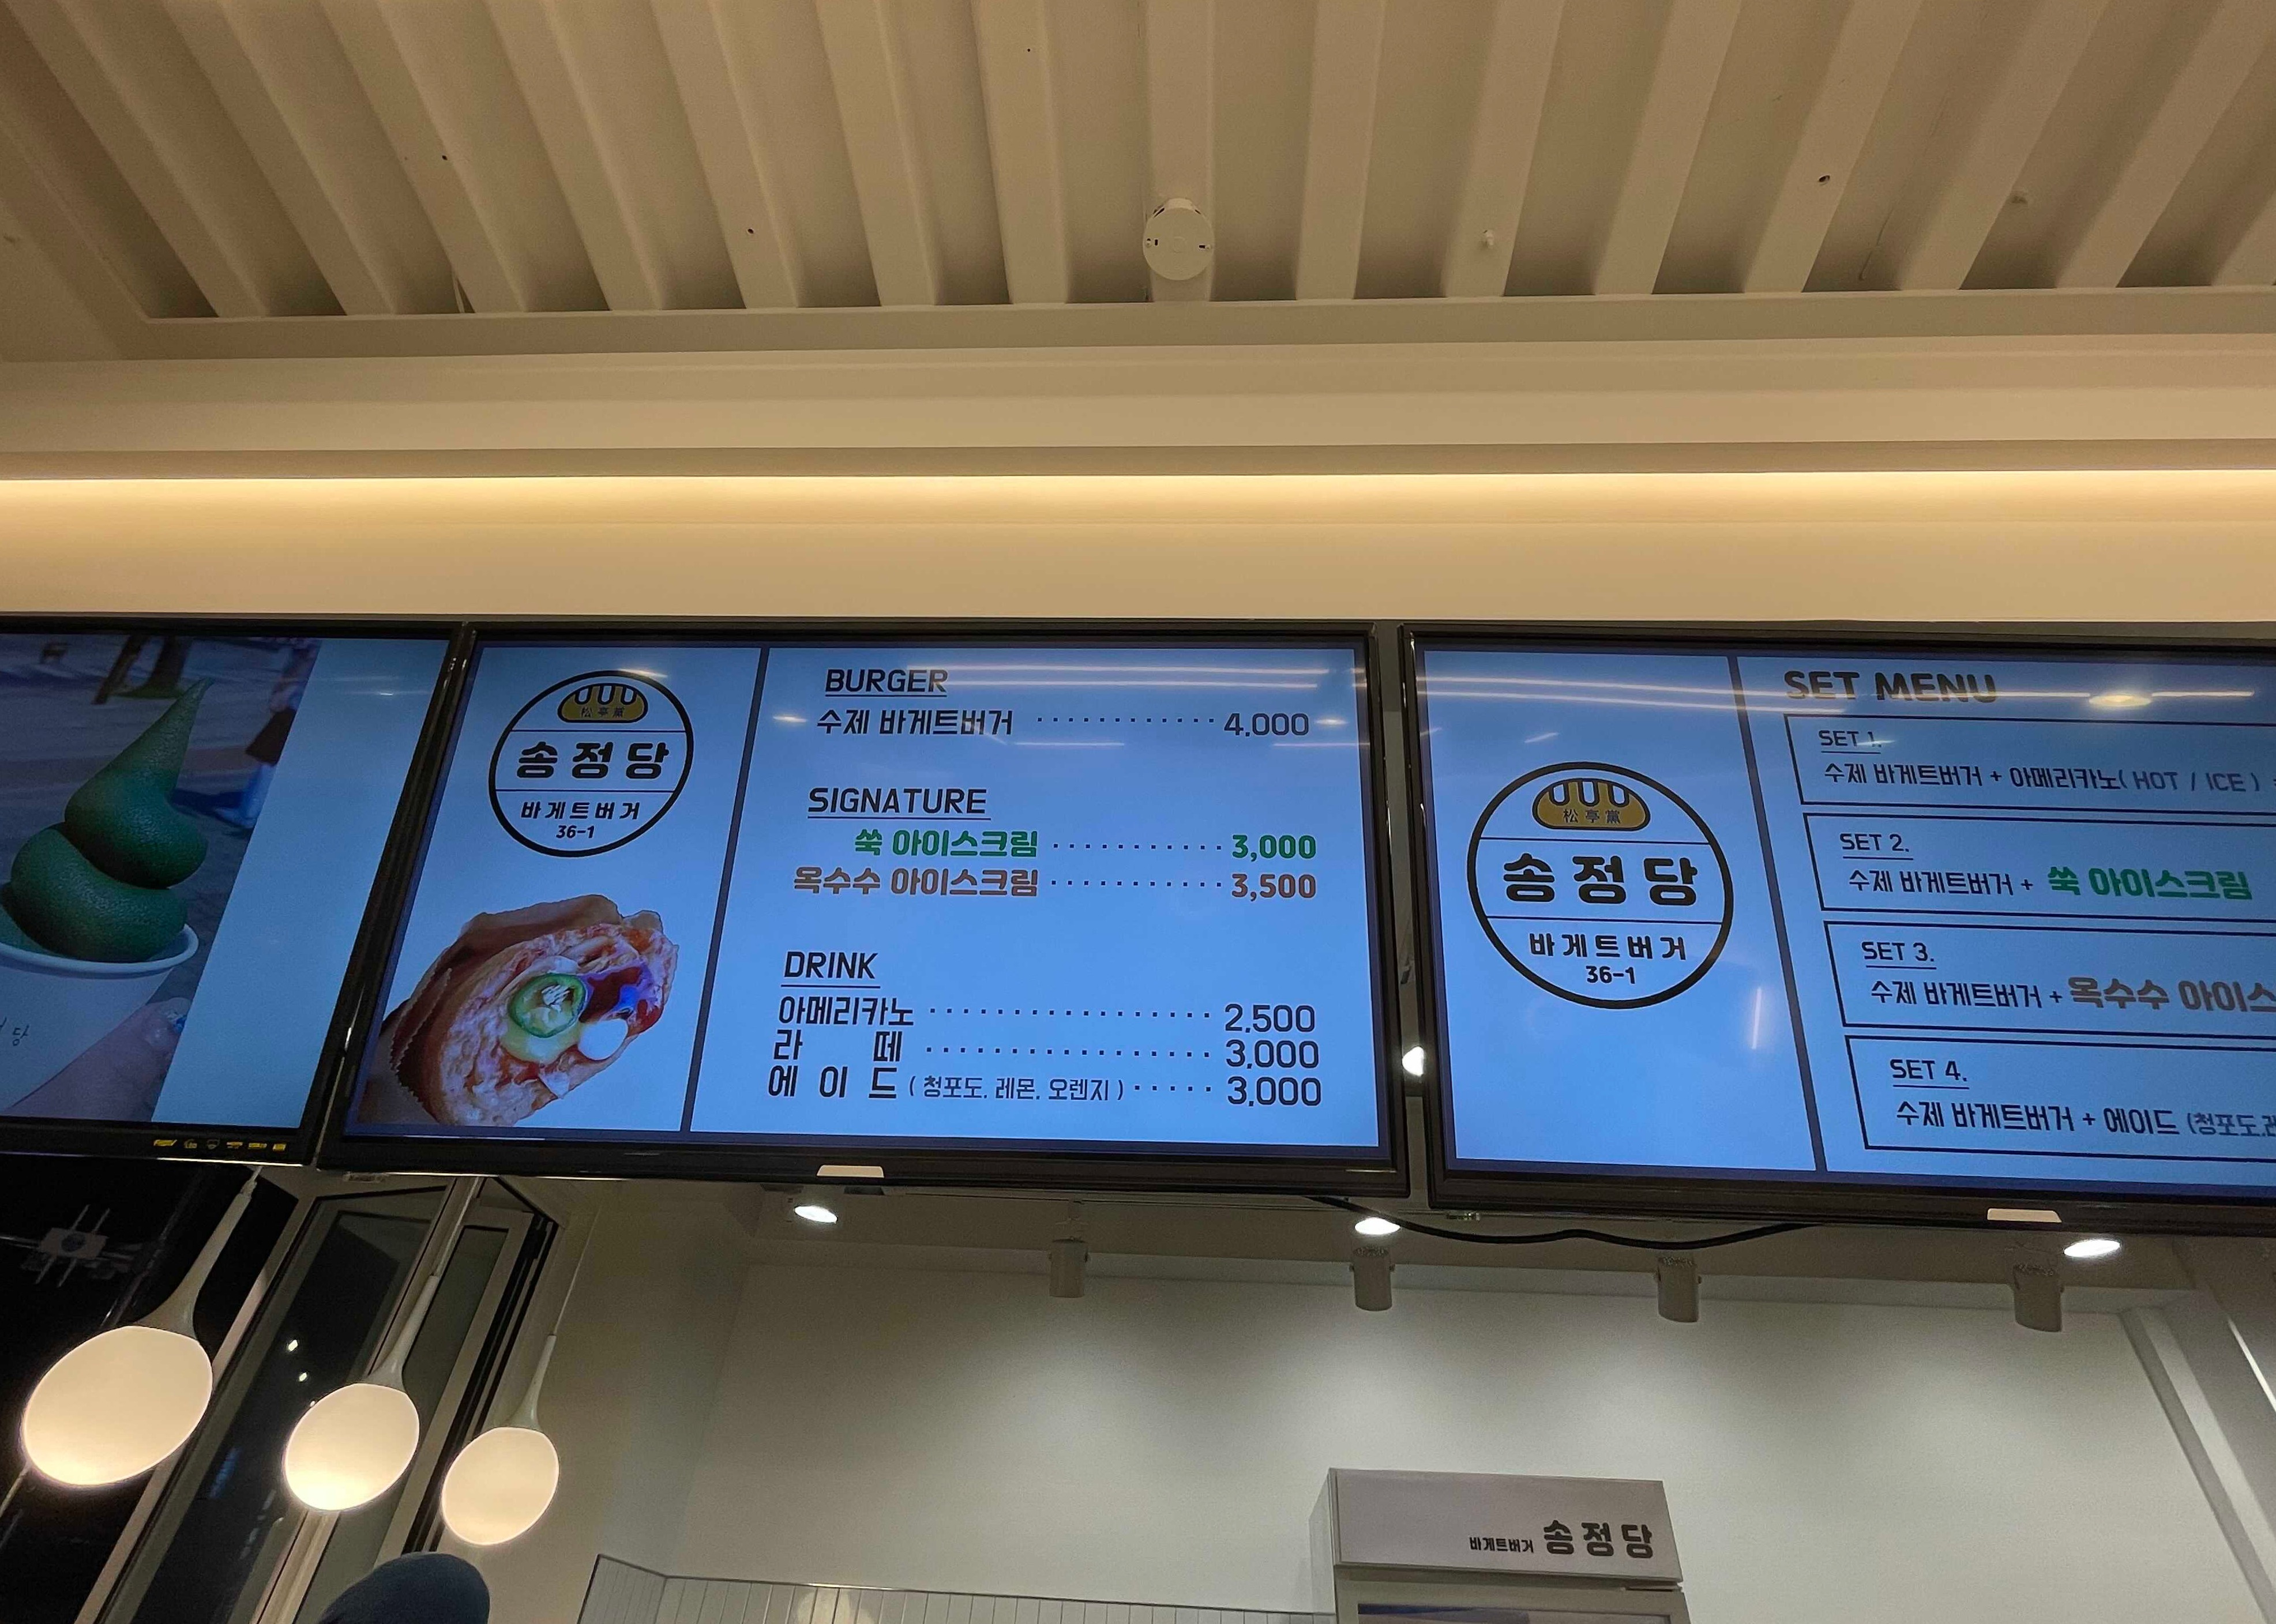 松亭黨
송정당
바게트버거
36-1
BURGER
수제 바게트버거 ············· 4,000
SIGNATURE
쑥 아이스크림 ············ 3,000
옥수수 아이스크림 ············ 3,500
DRINK
아메리카노 ················· 2,500
라 떼 ················· 3,000
에 이 드 ( 청포도, 레몬, 오렌지 ) ····· 3,000
松亭黨
송정당
바게트버거
36-1
SET MENU
SET 1.
수제 바게트버거 + 아메리카노( HOT / ICE )
SET 2.
수제 바게트버거 + 쑥 아이스크림
SET 3.
수제 바게트버거 + 옥수수 아이스
SET 4.
수제 바게트버거 + 에이드 (청포도,레
바게트버거 송정당